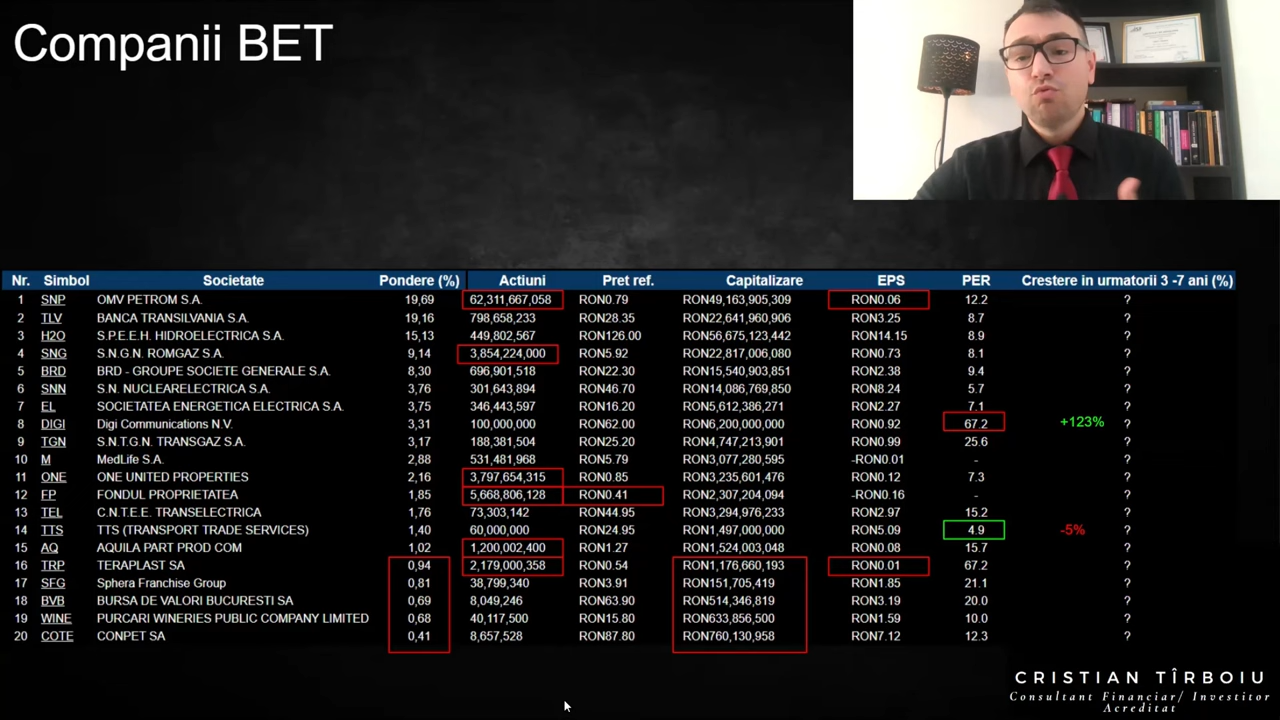 Companii BET
Nr. Simbol Societate Pondere (%) Actiuni Pret ref. Capitalizare EPS PER Crestere in urmatorii 3 -7 ani (%)
1 SNP OMV PETROM S.A. 19,69 62,311,667,058 RON0.79 RON49,163,905,309 RON0.06 12.2 ?
2 TLV BANCA TRANSILVANIA S.A. 19,16 798,658,233 RON28.35 RON22,641,960,906 RON3.25 8.7 ?
3 H2O S.P.E.E.H. HIDROELECTRICA S.A. 15,13 449,802,567 RON126.00 RON56,675,123,442 RON14.15 8.9 ?
4 SNG S.N.G.N. ROMGAZ S.A. 9,14 3,854,224,000 RON5.92 RON22,817,006,080 RON0.73 8.1 ?
5 BRD BRD - GROUPE SOCIETE GENERALE S.A. 8,30 696,901,518 RON22.30 RON15,540,903,851 RON2.38 9.4 ?
6 SNN S.N. NUCLEARELECTRICA S.A. 3,76 301,643,894 RON46.70 RON14,086,769,850 RON8.24 5.7 ?
7 EL SOCIETATEA ENERGETICA ELECTRICA S.A. 3,75 346,443,597 RON16.20 RON5,612,386,271 RON2.27 7.1 ?
8 DIGI Digi Communications N.V. 3,31 100,000,000 RON62.00 RON6,200,000,000 RON0.92 67.2 +123% ?
9 TGN S.N.T.G.N. TRANSGAZ S.A. 3,17 188,381,504 RON25.20 RON4,747,213,901 RON0.99 25.6 ?
10 M MedLife S.A. 2,88 531,481,968 RON5.79 RON3,077,280,595 -RON0.01 - ?
11 ONE ONE UNITED PROPERTIES 2,16 3,797,654,315 RON0.85 RON3,235,601,476 RON0.12 7.3 ?
12 FP FONDUL PROPRIETATEA 1,85 5,668,806,128 RON0.41 RON2,307,204,094 -RON0.16 - ?
13 TEL C.N.T.E.E. TRANSELECTRICA 1,76 73,303,142 RON44.95 RON3,294,976,233 RON2.97 15.2 ?
14 TTS TTS (TRANSPORT TRADE SERVICES) 1,40 60,000,000 RON24.95 RON1,497,000,000 RON5.09 4.9 -5% ?
15 AQ AQUILA PART PROD COM 1,02 1,200,002,400 RON1.27 RON1,524,003,048 RON0.08 15.7 ?
16 TRP TERAPLAST SA 0,94 2,179,000,358 RON0.54 RON1,176,660,193 RON0.01 67.2 ?
17 SFG Sphera Franchise Group 0,81 38,799,340 RON3.91 RON151,705,419 RON1.85 21.1 ?
18 BVB BURSA DE VALORI BUCURESTI SA 0,69 8,049,246 RON63.90 RON514,346,819 RON3.19 20.0 ?
19 WINE PURCARI WINERIES PUBLIC COMPANY LIMITED 0,68 40,117,500 RON15.80 RON633,856,500 RON1.59 10.0 ?
20 COTE CONPET SA 0,41 8,657,528 RON87.80 RON760,130,958 RON7.12 12.3 ?
CRISTIAN TÎRBOIU
Consultant Financiar/ Investitor
Acreditat